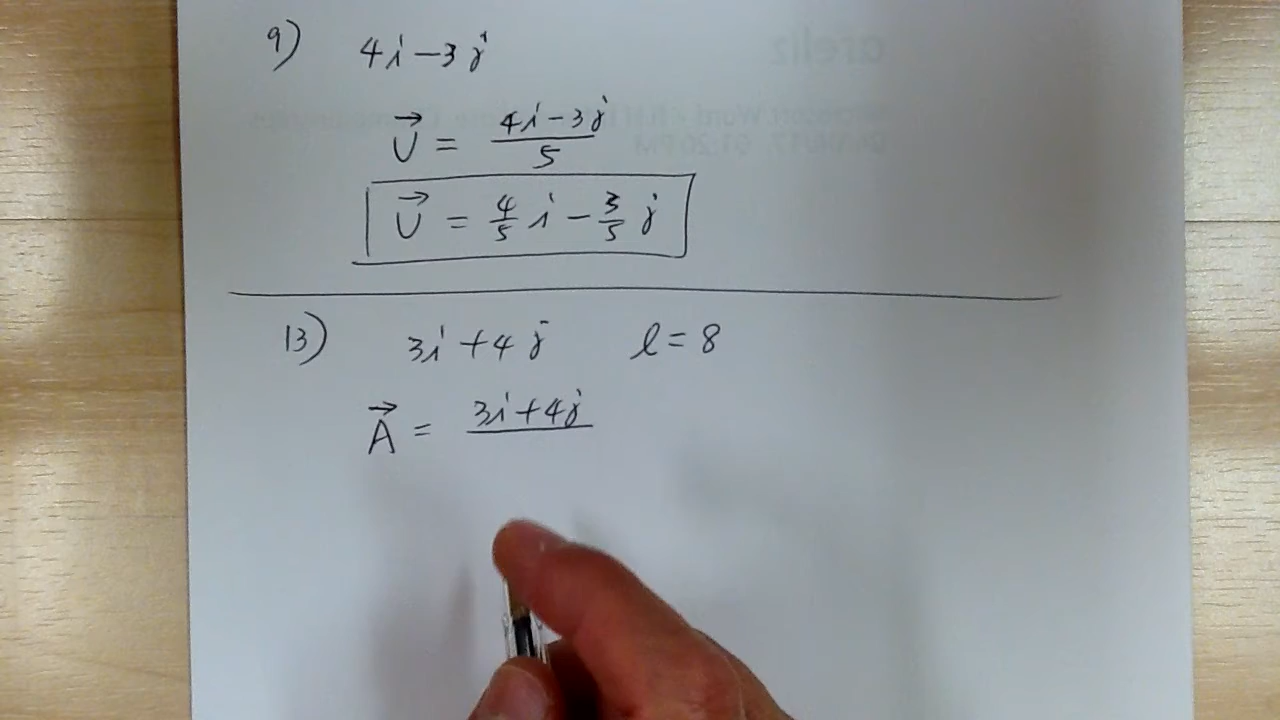 9) 4i - 3j
U⃗ = (4i - 3j)/5
U⃗ = 4/5 i - 3/5 j
13) 3i + 4j ℓ = 8
A⃗ = 3i + 4j